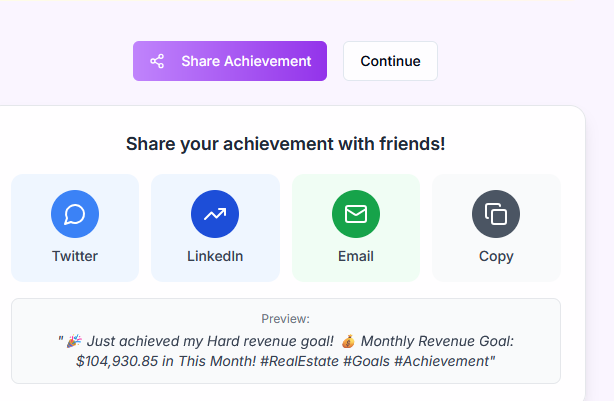 Share Achievement
Continue
Share your achievement with friends!
Twitter
LinkedIn
Email
Copy
Preview:
"🎉 Just achieved my Hard revenue goal! 💰 Monthly Revenue Goal:
$104,930.85 in This Month! #RealEstate #Goals #Achievement"